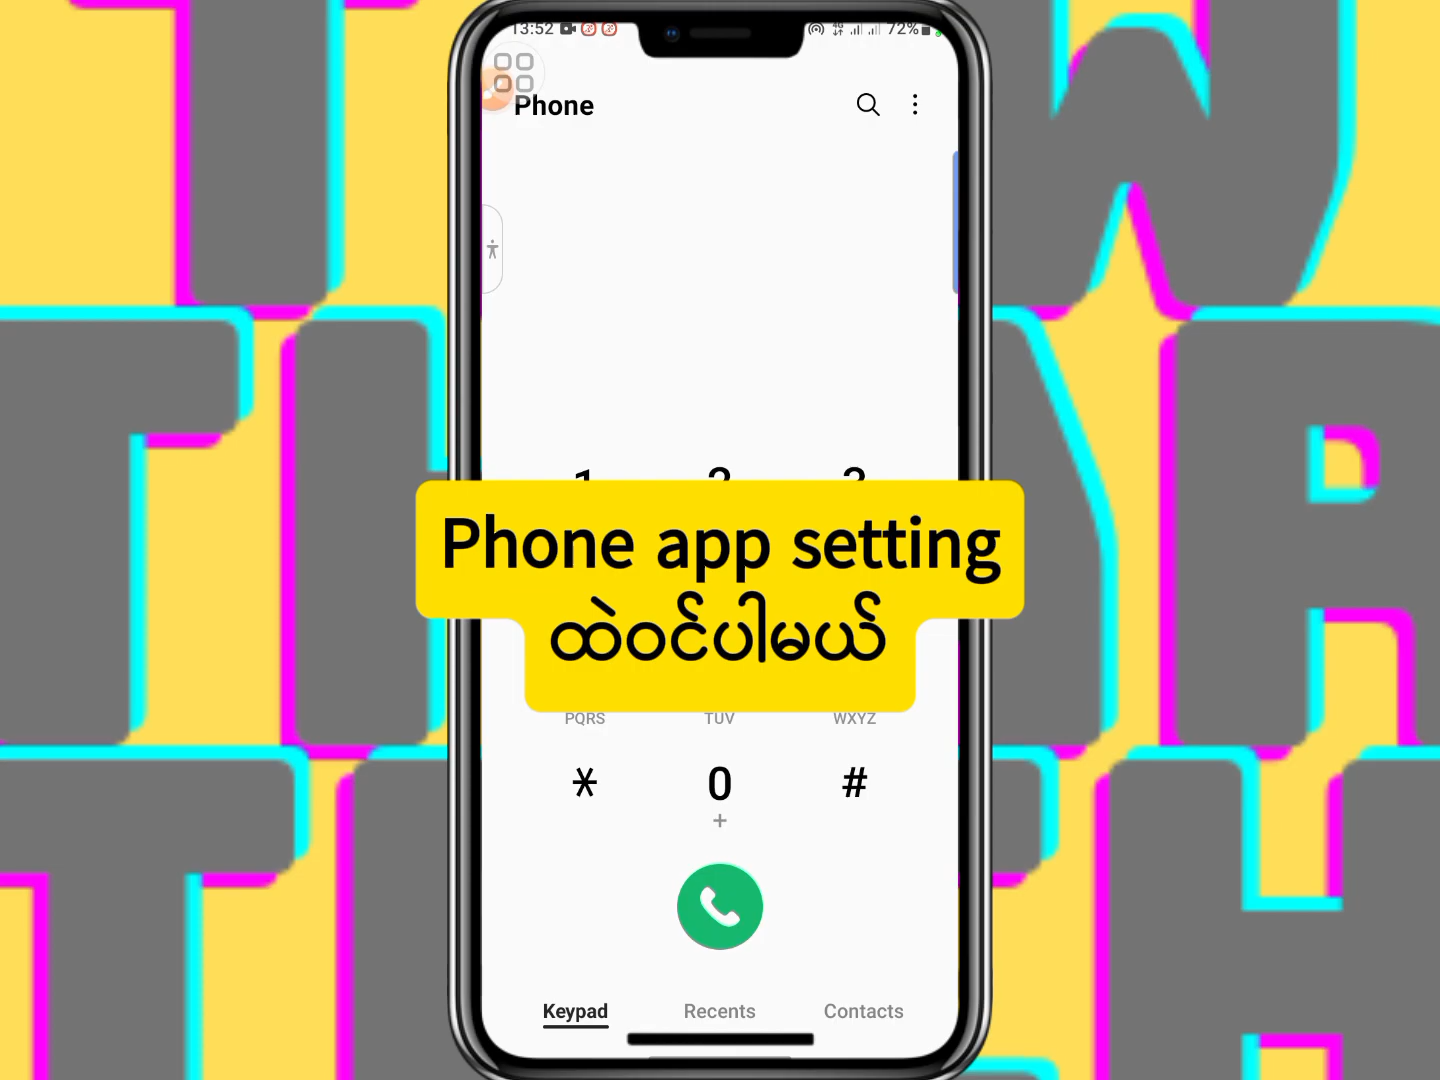 13:52
72%
Phone
Phone app setting
ထဲဝင်ပါမယ်
PQRS TUV WXYZ
* 0 #
+
Keypad Recents Contacts